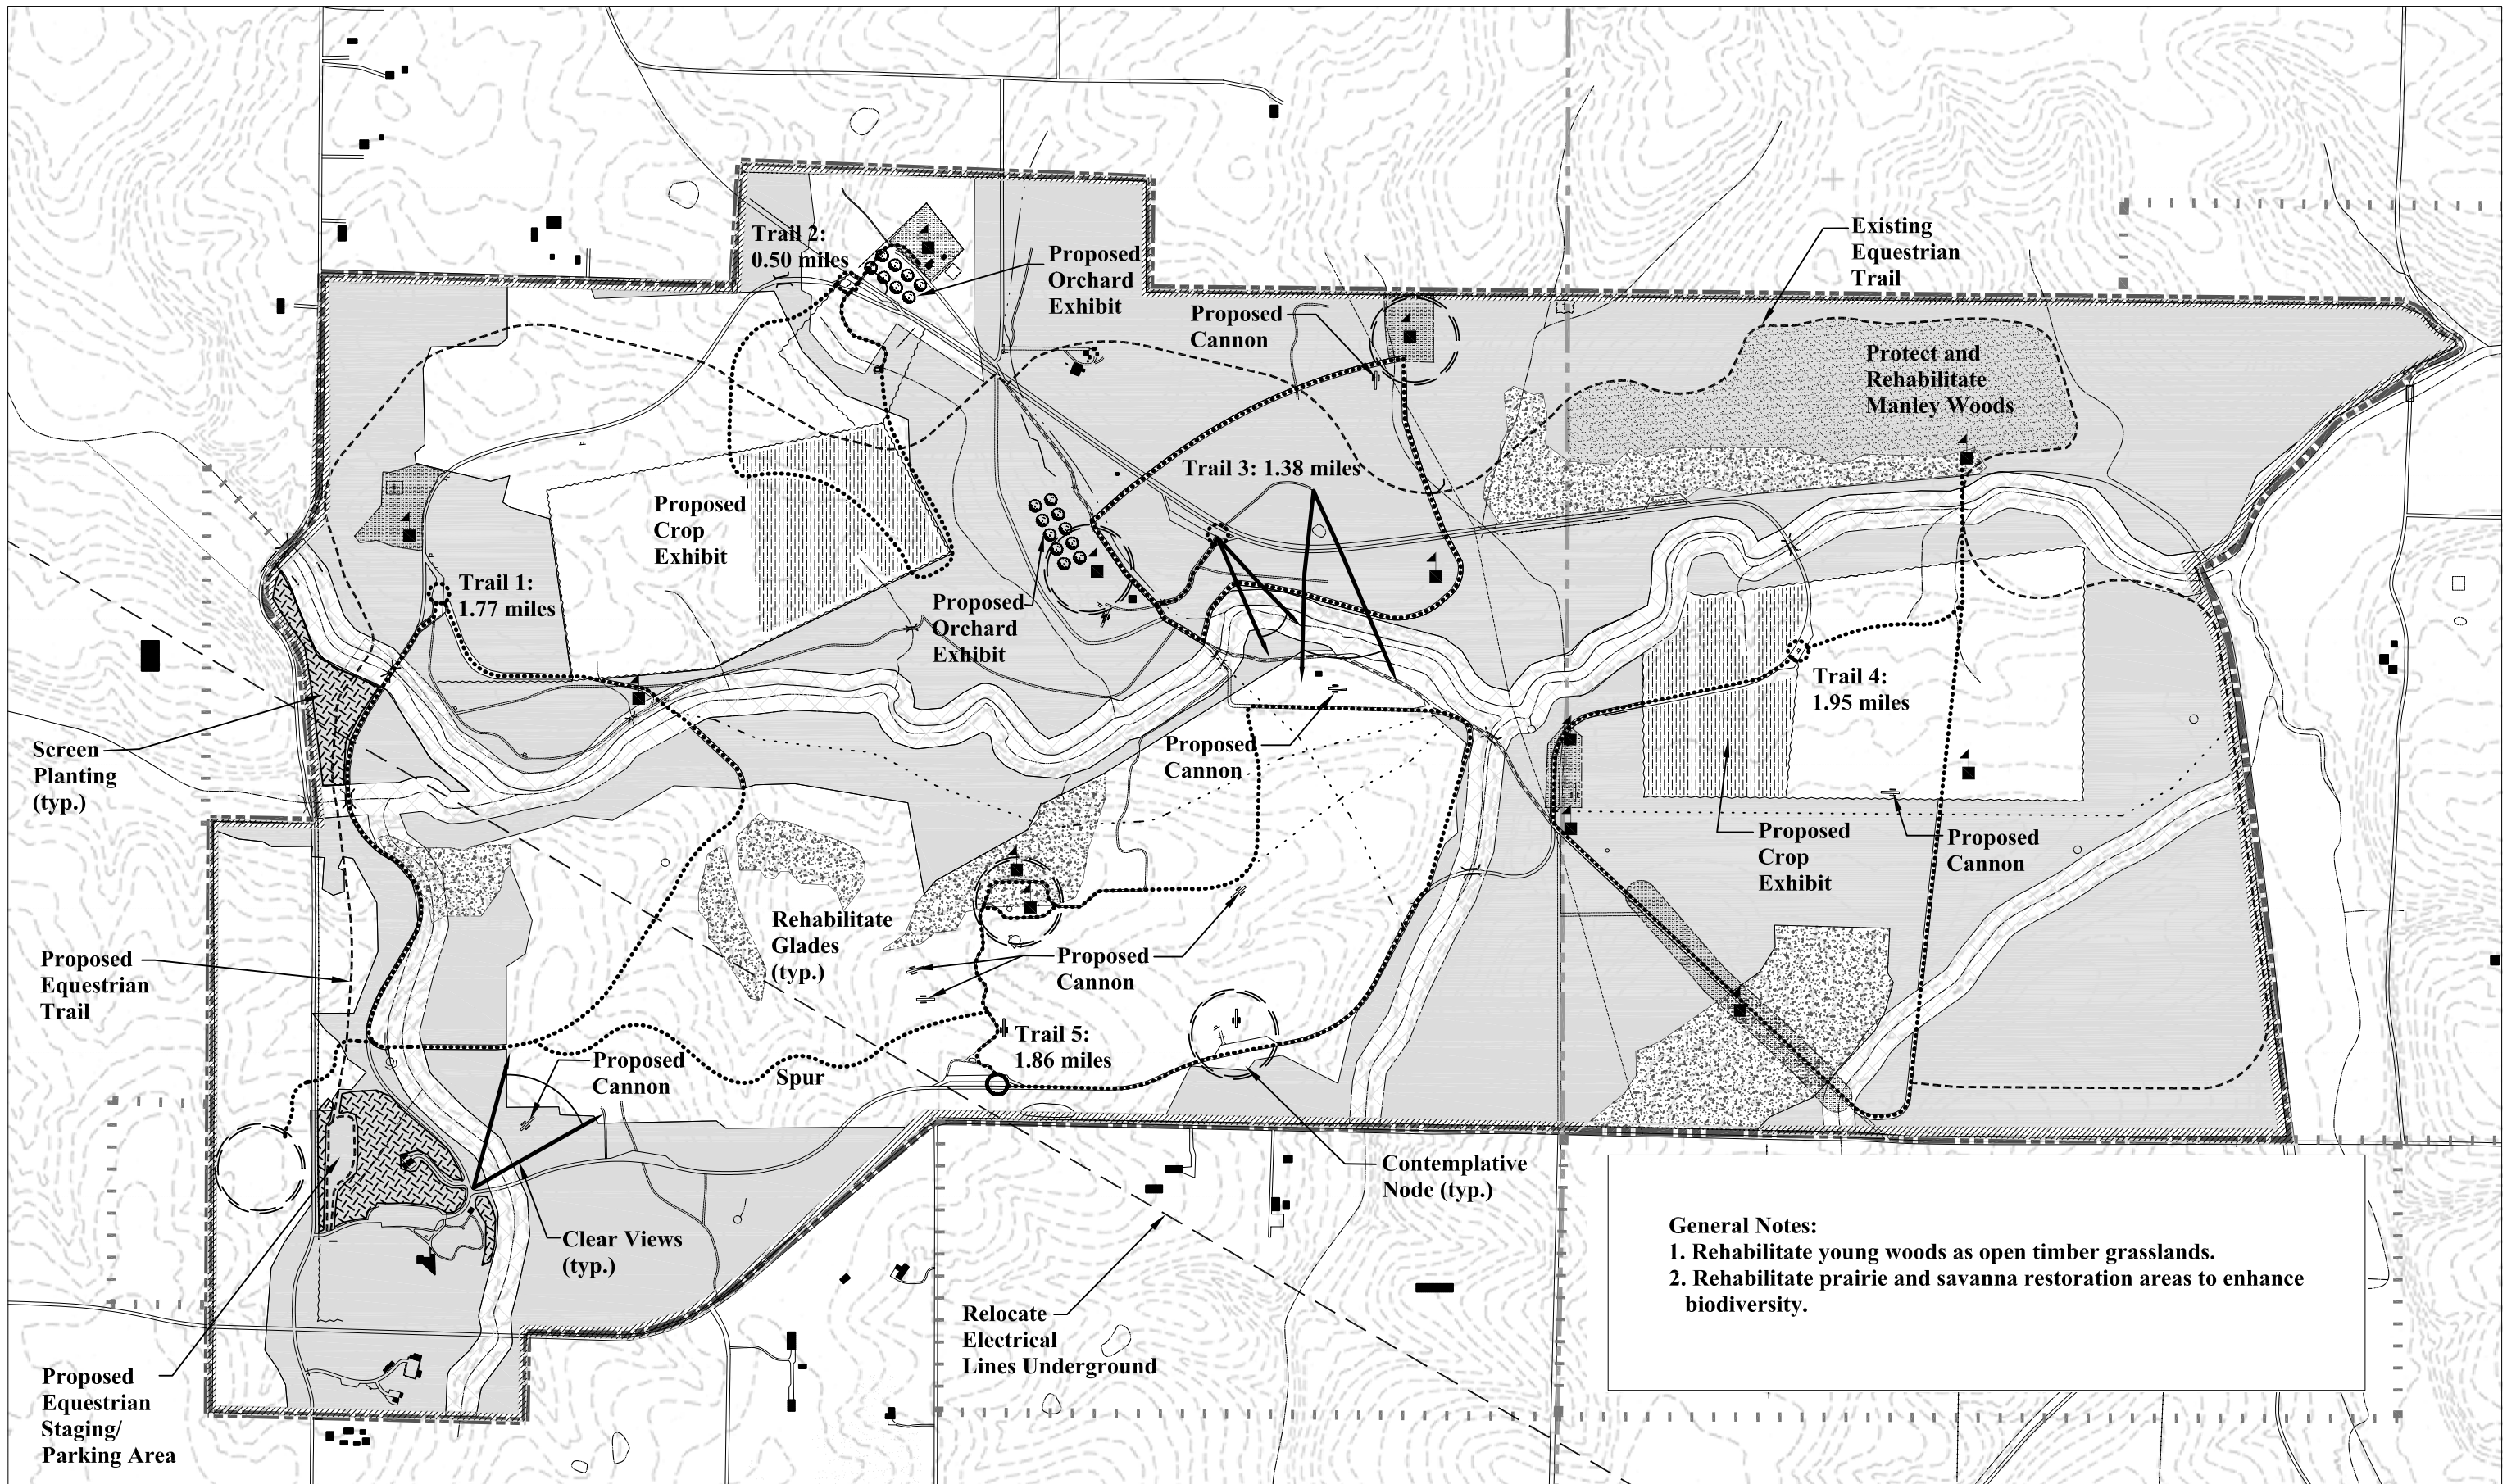 Trail 2:
0.50 miles
Proposed
Orchard
Exhibit
Existing
Equestrian
Trail
Proposed
Cannon
Protect and
Rehabilitate
Manley Woods
Trail 3: 1.38 miles
Proposed
Crop
Exhibit
Trail 1:
1.77 miles
Proposed
Orchard
Exhibit
Trail 4:
1.95 miles
Screen
Planting
(typ.)
Proposed
Cannon
Proposed
Crop
Exhibit
Proposed
Cannon
Rehabilitate
Glades
(typ.)
Proposed
Equestrian
Trail
Proposed
Cannon
Trail 5:
1.86 miles
Proposed
Cannon
Spur
Contemplative
Node (typ.)
Clear Views
(typ.)
General Notes:
1. Rehabilitate young woods as open timber grasslands.
2. Rehabilitate prairie and savanna restoration areas to enhance
biodiversity.
Relocate
Electrical
Lines Underground
Proposed
Equestrian
Staging/
Parking Area